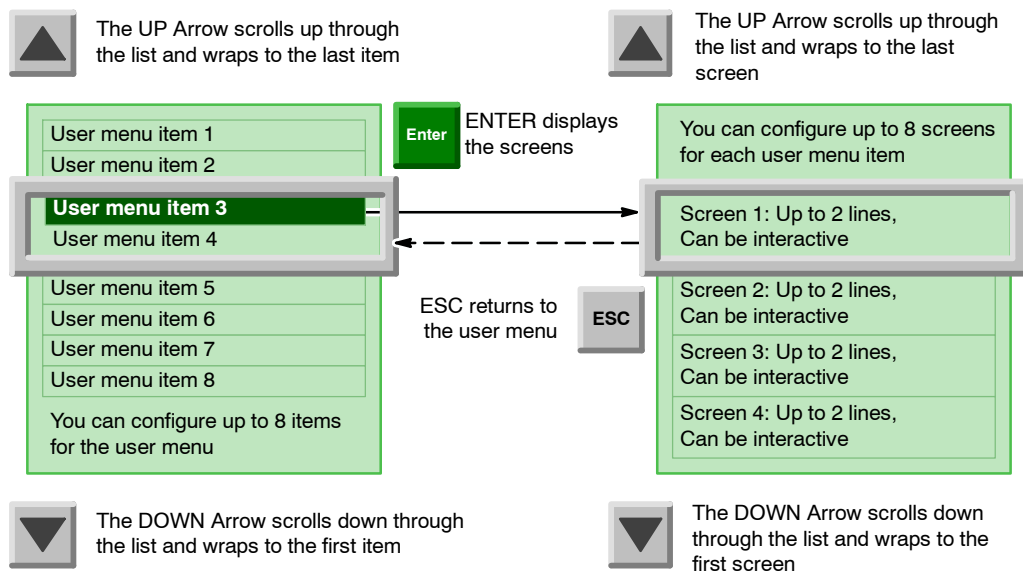 The UP Arrow scrolls up through
the list and wraps to the last item
The UP Arrow scrolls up through
the list and wraps to the last
screen
User menu item 1
User menu item 2
User menu item 3
User menu item 4
User menu item 5
User menu item 6
User menu item 7
User menu item 8
You can configure up to 8 items
for the user menu
Enter
ENTER displays
the screens
ESC returns to
the user menu
ESC
You can configure up to 8 screens
for each user menu item
Screen 1: Up to 2 lines,
Can be interactive
Screen 2: Up to 2 lines,
Can be interactive
Screen 3: Up to 2 lines,
Can be interactive
Screen 4: Up to 2 lines,
Can be interactive
The DOWN Arrow scrolls down through
the list and wraps to the first item
The DOWN Arrow scrolls down
through the list and wraps to the
first screen